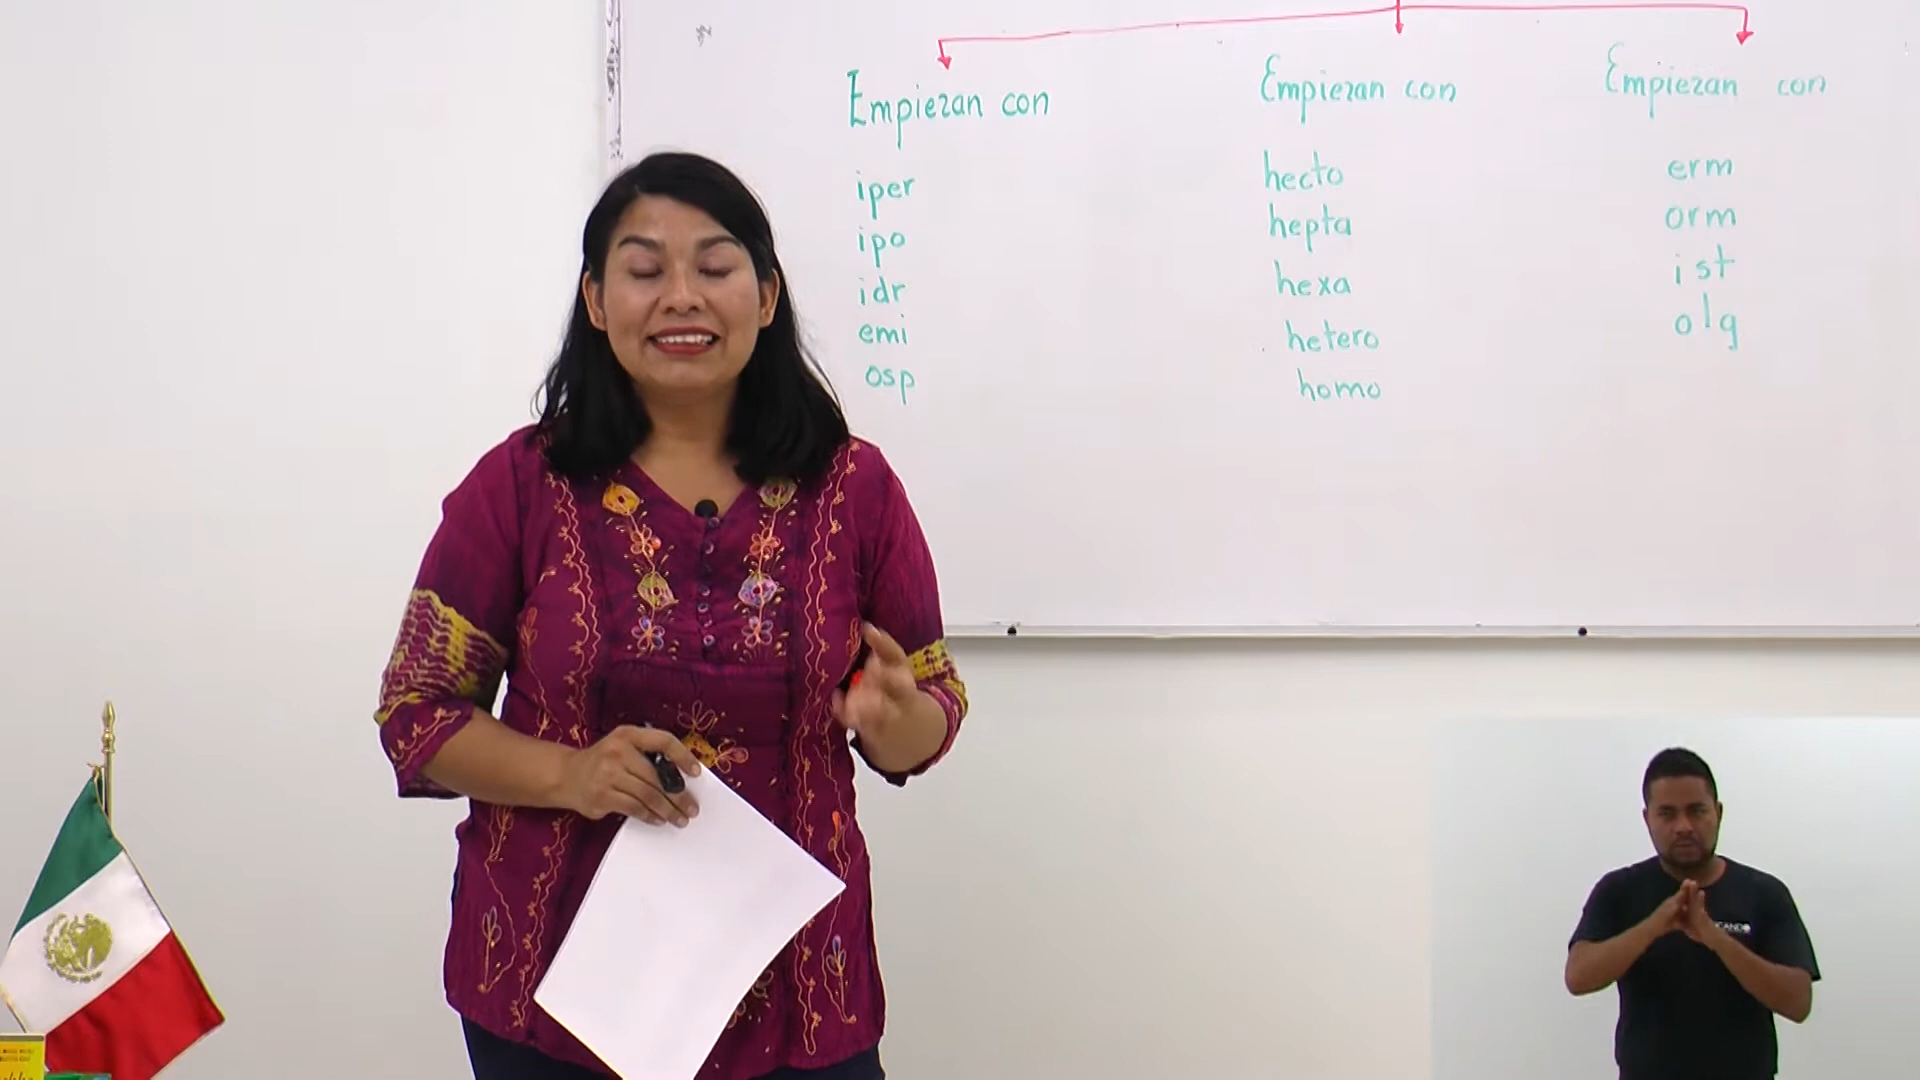 Empiezan con
iper
ipo
idr
emi
osp
Empiezan con
hecto
hepta
hexa
hetero
homo
Empiezan con
erm
orm
ist
olg